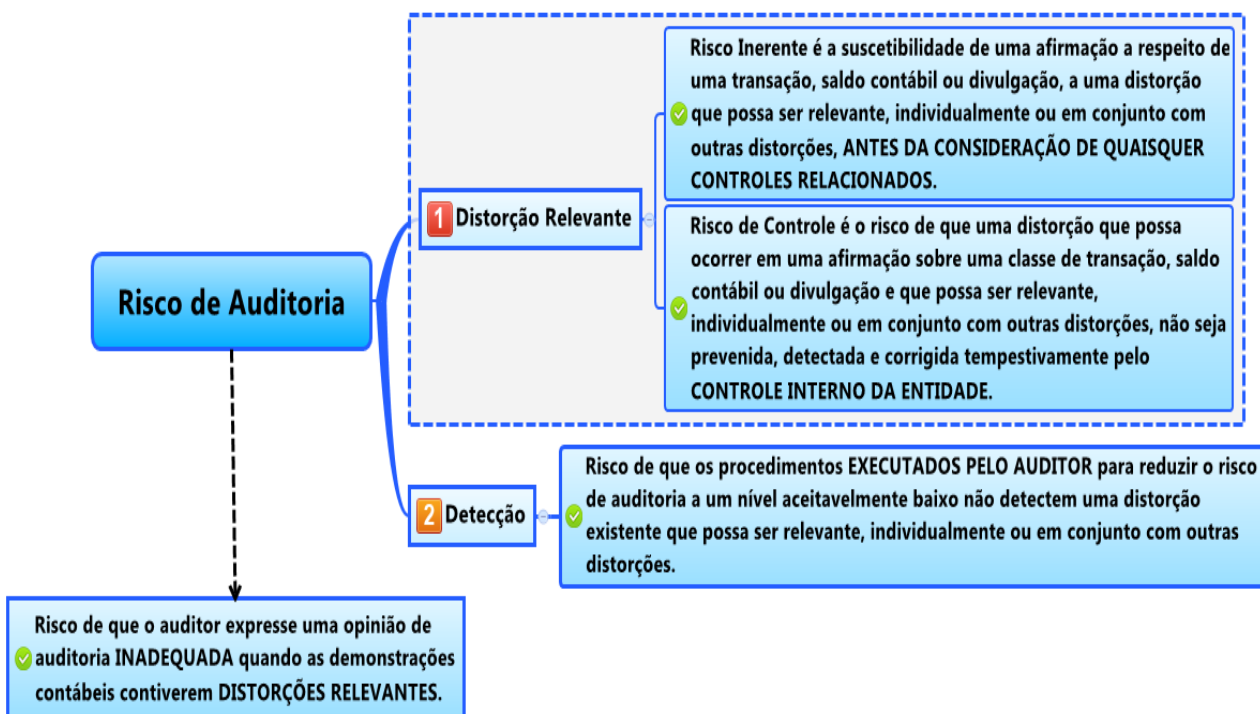 Risco de Auditoria
Risco de que o auditor expresse uma opinião de
auditoria INADEQUADA quando as demonstrações
contábeis contiverem DISTORÇÕES RELEVANTES.
1 Distorção Relevante
Risco Inerente é a suscetibilidade de uma afirmação a respeito de
uma transação, saldo contábil ou divulgação, a uma distorção
que possa ser relevante, individualmente ou em conjunto com
outras distorções, ANTES DA CONSIDERAÇÃO DE QUAISQUER
CONTROLES RELACIONADOS.
Risco de Controle é o risco de que uma distorção que possa
ocorrer em uma afirmação sobre uma classe de transação, saldo
contábil ou divulgação e que possa ser relevante,
individualmente ou em conjunto com outras distorções, não seja
prevenida, detectada e corrigida tempestivamente pelo
CONTROLE INTERNO DA ENTIDADE.
2 Detecção
Risco de que os procedimentos EXECUTADOS PELO AUDITOR para reduzir o risco
de auditoria a um nível aceitavelmente baixo não detectem uma distorção
existente que possa ser relevante, individualmente ou em conjunto com outras
distorções.